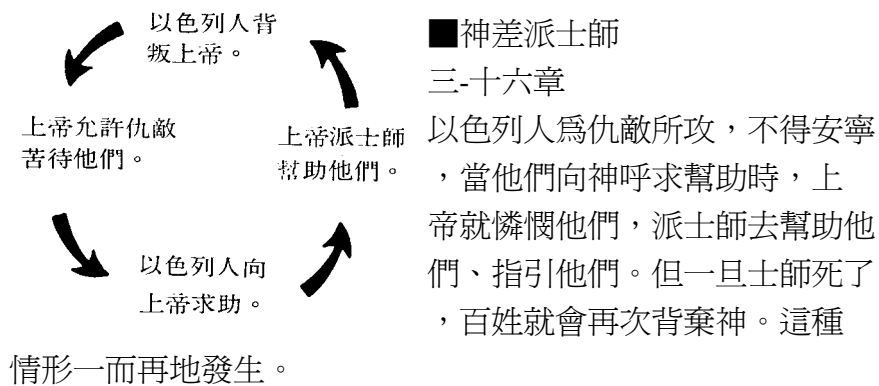 以色列人背
叛上帝。
上帝允許仇敵
苦待他們。
以色列人向
上帝求助。
上帝派士師
幫助他們。
■神差派士師
三-十六章
以色列人爲仇敵所攻，不得安寧
，當他們向神呼求幫助時，上
帝就憐憫他們，派士師去幫助他
們、指引他們。但一旦士師死了
，百姓就會再次背棄神。這種
情形一而再地發生。